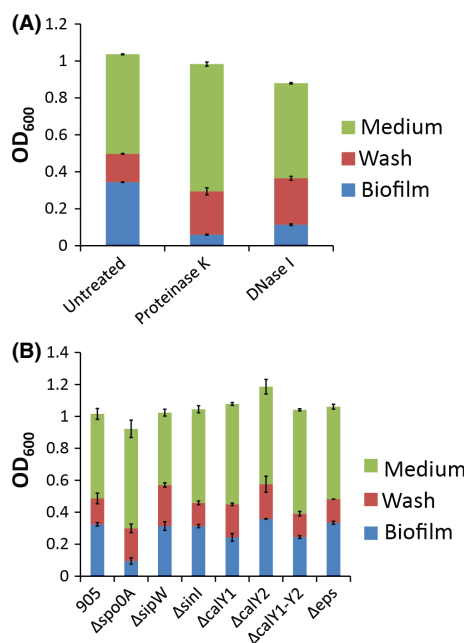 (A)
1.2
1
0.8
0.6
0.4
0.2
0
OD600
Untreated
Proteinase K
DNase I
Medium
Wash
Biofilm
(B)
1.4
1.2
1
0.8
0.6
0.4
0.2
0
OD600
905
Δspo0A
ΔsipW
ΔsinI
ΔcalY1
ΔcalY2
ΔcalY1-Y2
Δeps
Medium
Wash
Biofilm